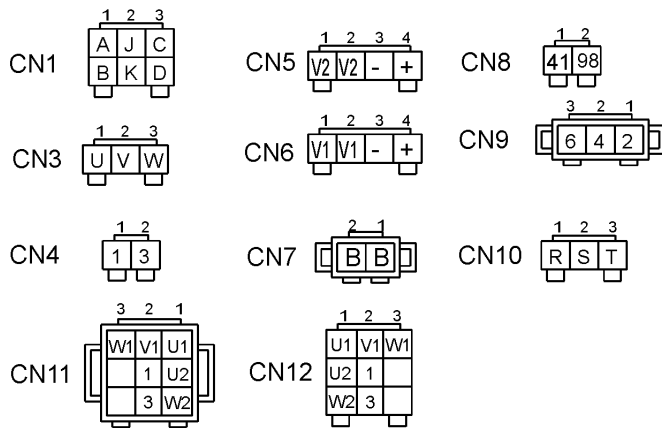 1 2 3
CN1
A J C
B K D
1 2 3 4
CN5
V2 V2 - +
1 2
CN8
41 98
1 2 3
CN3
U V W
1 2 3 4
CN6
V1 V1 - +
3 2 1
CN9
6 4 2
1 2
CN4
1 3
2 1
CN7
B B
1 2 3
CN10
R S T
3 2 1
CN11
W1 V1 U1
1 U2
3 W2
1 2 3
CN12
U1 V1 W1
U2 1
W2 3